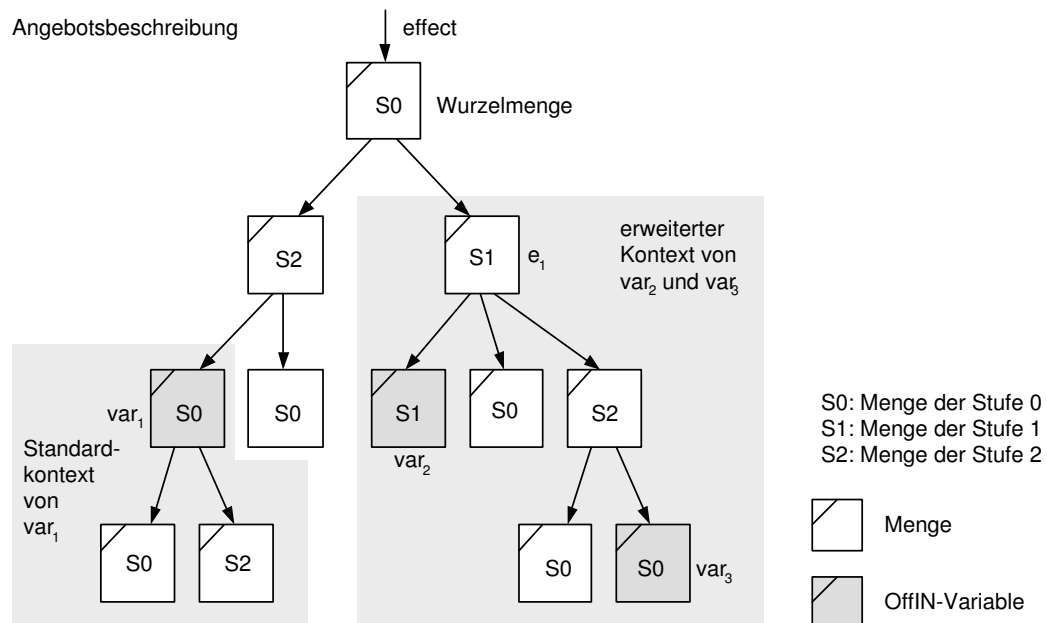 Angebotsbeschreibung
effect
S0
Wurzelmenge
S2
S1
e1
erweiterter
Kontext von
var2 und var3
var1
S0
S0
S1
var2
S0
S2
Standard-
kontext
von
var1
S0
S2
S0
S0
var3
S0: Menge der Stufe 0
S1: Menge der Stufe 1
S2: Menge der Stufe 2
Menge
OffIN-Variable